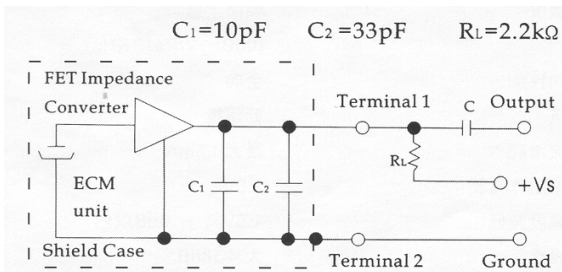 C1=10pF C2=33pF RL=2.2kΩ
FET Impedance
Converter
Terminal 1 C Output
RL
ECM C1 C2 +Vs
unit
Shield Case
Terminal 2 Ground